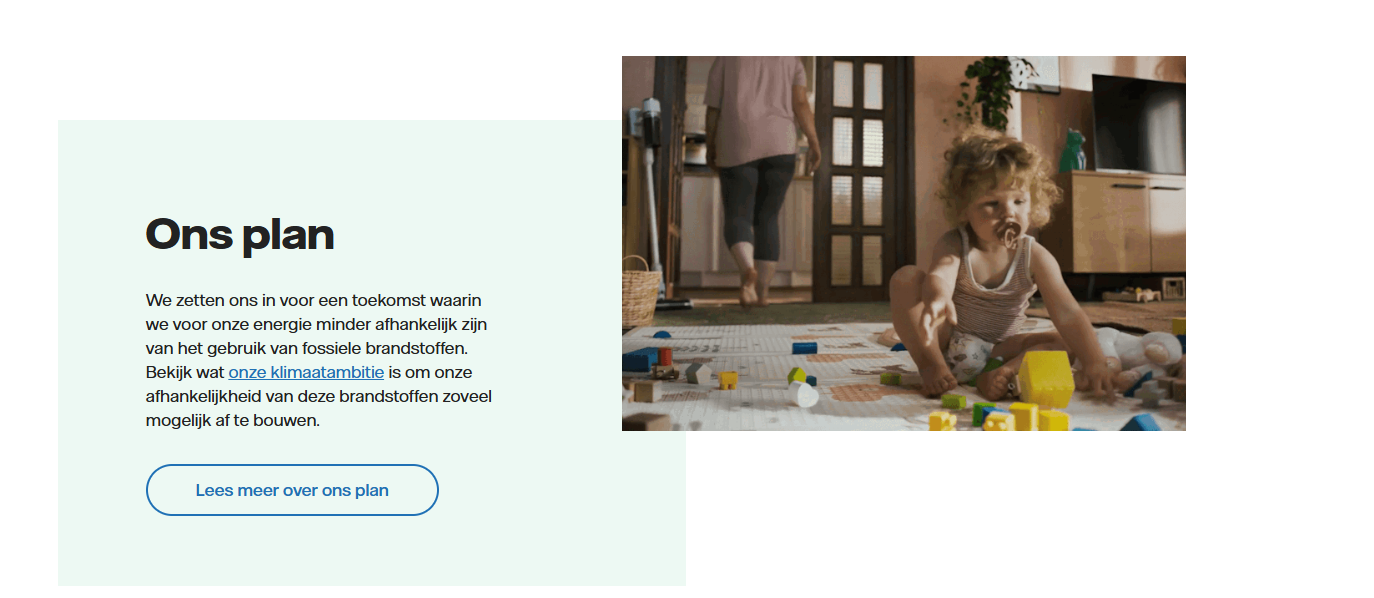 Ons plan
We zetten ons in voor een toekomst waarin
we voor onze energie minder afhankelijk zijn
van het gebruik van fossiele brandstoffen.
Bekijk wat onze klimaatambitie is om onze
afhankelijkheid van deze brandstoffen zoveel
mogelijk af te bouwen.
Lees meer over ons plan